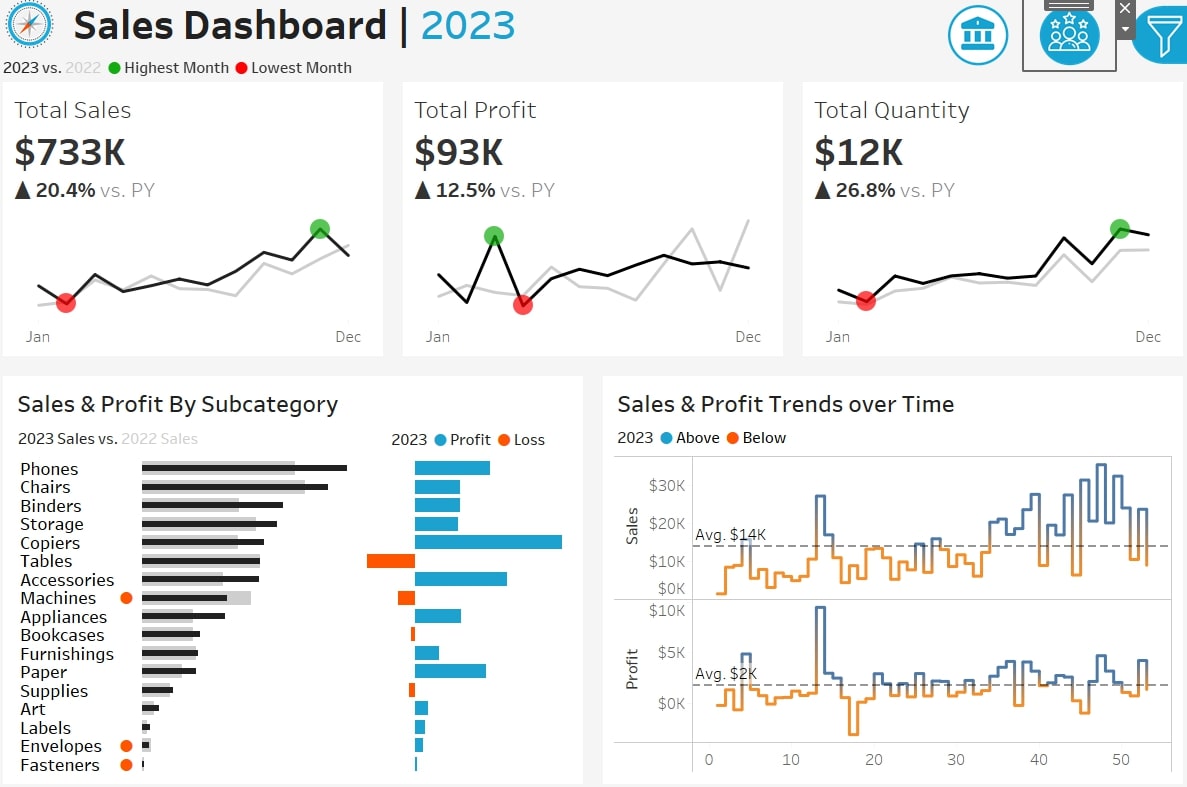 Sales Dashboard | 2023
2023 vs. 2022 Highest Month Lowest Month
Total Sales
$733K
▲ 20.4% vs. PY
Jan Dec
Total Profit
$93K
▲ 12.5% vs. PY
Jan Dec
Total Quantity
$12K
▲ 26.8% vs. PY
Jan Dec
Sales & Profit By Subcategory
2023 Sales vs. 2022 Sales
2023 Profit Loss
Phones
Chairs
Binders
Storage
Copiers
Tables
Accessories
Machines
Appliances
Bookcases
Furnishings
Paper
Supplies
Art
Labels
Envelopes
Fasteners
Sales & Profit Trends over Time
2023 Above Below
Sales
$30K
$20K
Avg. $14K
$10K
$0K
Profit
$10K
$5K
Avg. $2K
$0K
0 10 20 30 40 50